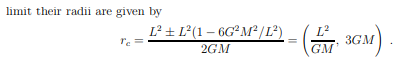 limit their radii are given by
r_c = \frac{L^2 ± L^2(1 − 6G^2M^2/L^2)}{2GM} = \left( \frac{L^2}{GM}, 3GM \right) .